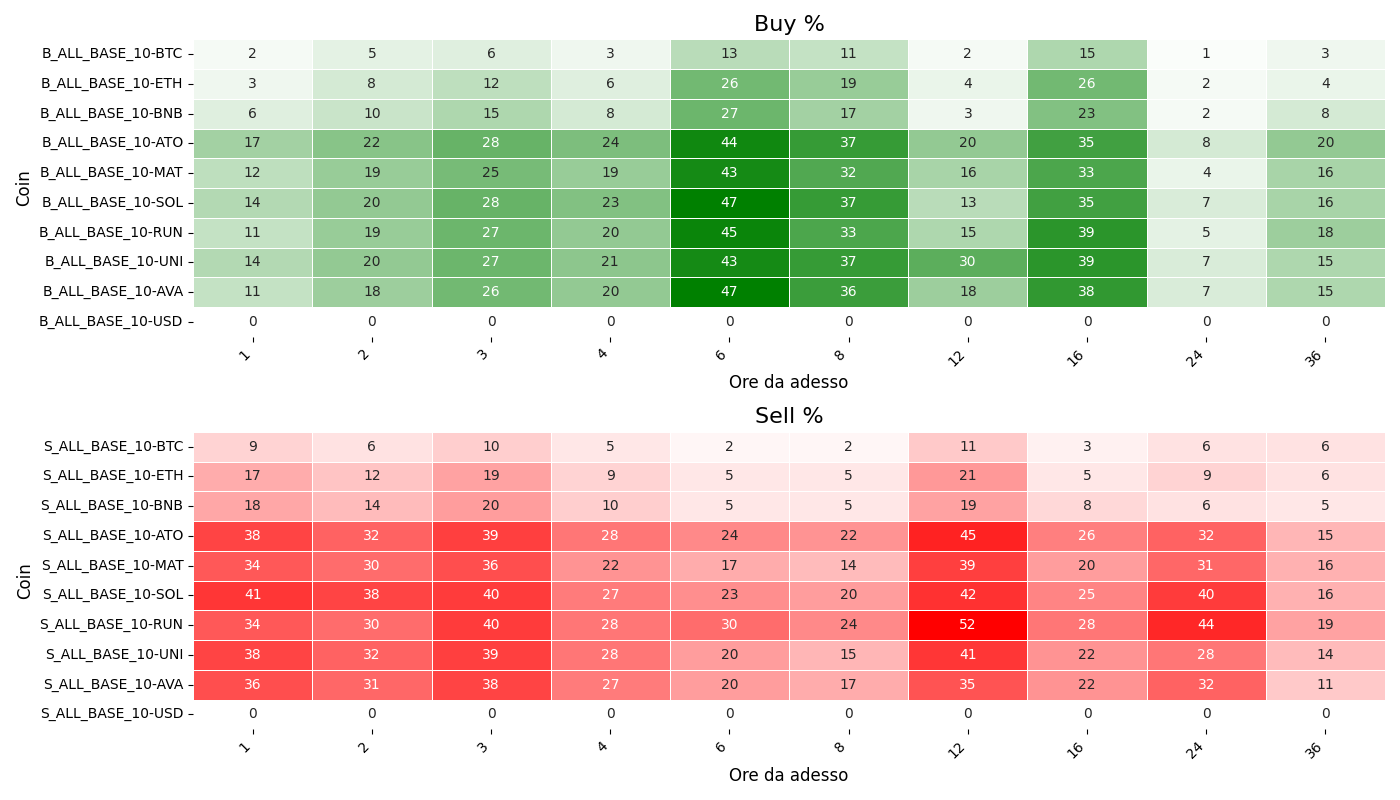 Buy %
Coin
B_ALL_BASE_10-BTC 2 5 6 3 13 11 2 15 1 3
B_ALL_BASE_10-ETH 3 8 12 6 26 19 4 26 2 4
B_ALL_BASE_10-BNB 6 10 15 8 27 17 3 23 2 8
B_ALL_BASE_10-ATO 17 22 28 24 44 37 20 35 8 20
B_ALL_BASE_10-MAT 12 19 25 19 43 32 16 33 4 16
B_ALL_BASE_10-SOL 14 20 28 23 47 37 13 35 7 16
B_ALL_BASE_10-RUN 11 19 27 20 45 33 15 39 5 18
B_ALL_BASE_10-UNI 14 20 27 21 43 37 30 39 7 15
B_ALL_BASE_10-AVA 11 18 26 20 47 36 18 38 7 15
B_ALL_BASE_10-USD 0 0 0 0 0 0 0 0 0 0
1 2 3 4 6 8 12 16 24 36
Ore da adesso
Sell %
Coin
S_ALL_BASE_10-BTC 9 6 10 5 2 2 11 3 6 6
S_ALL_BASE_10-ETH 17 12 19 9 5 5 21 5 9 6
S_ALL_BASE_10-BNB 18 14 20 10 5 5 19 8 6 5
S_ALL_BASE_10-ATO 38 32 39 28 24 22 45 26 32 15
S_ALL_BASE_10-MAT 34 30 36 22 17 14 39 20 31 16
S_ALL_BASE_10-SOL 41 38 40 27 23 20 42 25 40 16
S_ALL_BASE_10-RUN 34 30 40 28 30 24 52 28 44 19
S_ALL_BASE_10-UNI 38 32 39 28 20 15 41 22 28 14
S_ALL_BASE_10-AVA 36 31 38 27 20 17 35 22 32 11
S_ALL_BASE_10-USD 0 0 0 0 0 0 0 0 0 0
1 2 3 4 6 8 12 16 24 36
Ore da adesso